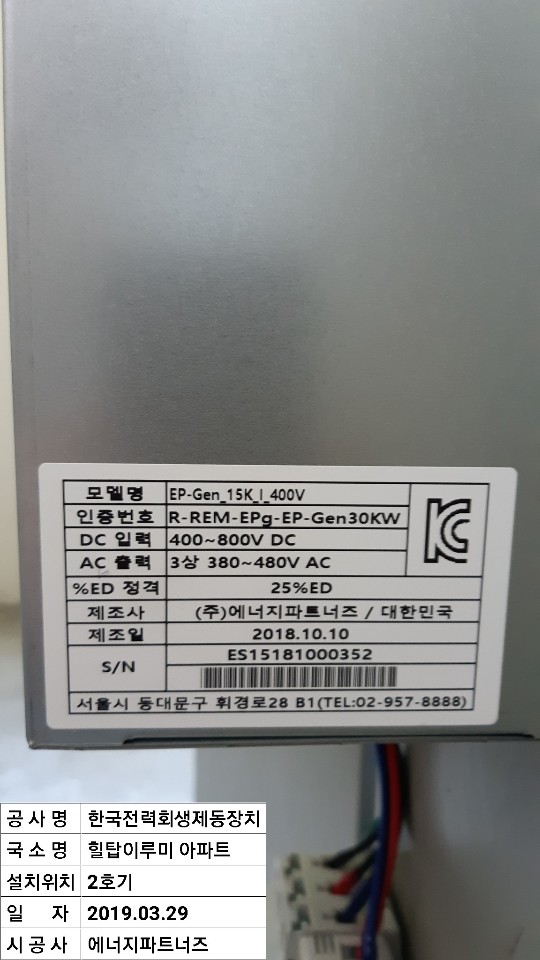 모델명 EP-Gen_15K_I_400V
인증번호 R-REM-EPg-EP-Gen30KW
DC 입력 400~800V DC
AC 출력 3상 380~480V AC
%ED 정격 25%ED
제조사 (주)에너지파트너즈 / 대한민국
제조일 2018.10.10
S/N ES15181000352
서울시 동대문구 휘경로28 B1(TEL:02-957-8888)
공 사 명 한국전력회생제동장치
국 소 명 힐탑이루미 아파트
설치위치 2호기
일 자 2019.03.29
시 공 사 에너지파트너즈